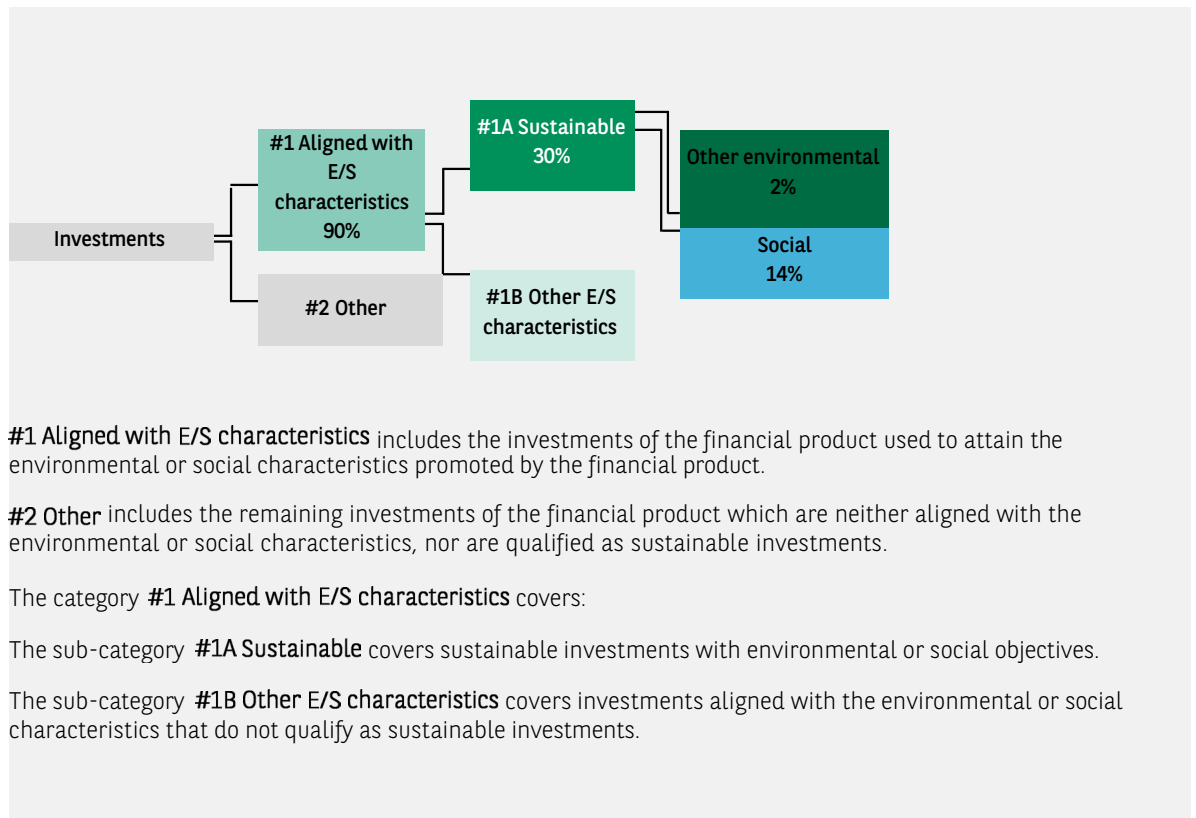 Investments
#1 Aligned with
E/S
characteristics
90%
#2 Other
#1A Sustainable
30%
#1B Other E/S
characteristics
Other environmental
2%
Social
14%
#1 Aligned with E/S characteristics includes the investments of the financial product used to attain the
environmental or social characteristics promoted by the financial product.
#2 Other includes the remaining investments of the financial product which are neither aligned with the
environmental or social characteristics, nor are qualified as sustainable investments.
The category #1 Aligned with E/S characteristics covers:
The sub-category #1A Sustainable covers sustainable investments with environmental or social objectives.
The sub-category #1B Other E/S characteristics covers investments aligned with the environmental or social
characteristics that do not qualify as sustainable investments.